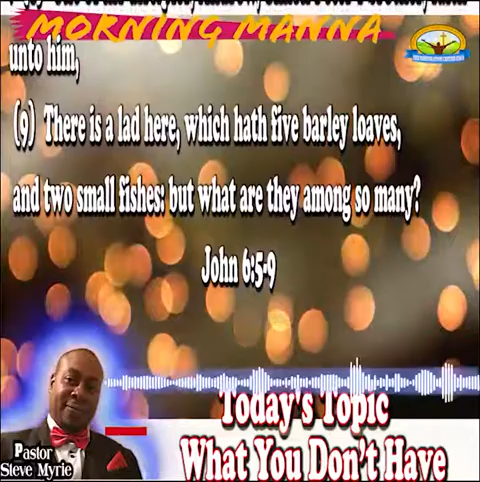 MORNING MANNA
unto him,
(9) There is a lad here, which hath five barley loaves,
and two small fishes: but what are they among so many?
John 6:5-9
Today's Topic
What You Don't Have
Pastor
Steve Myrie